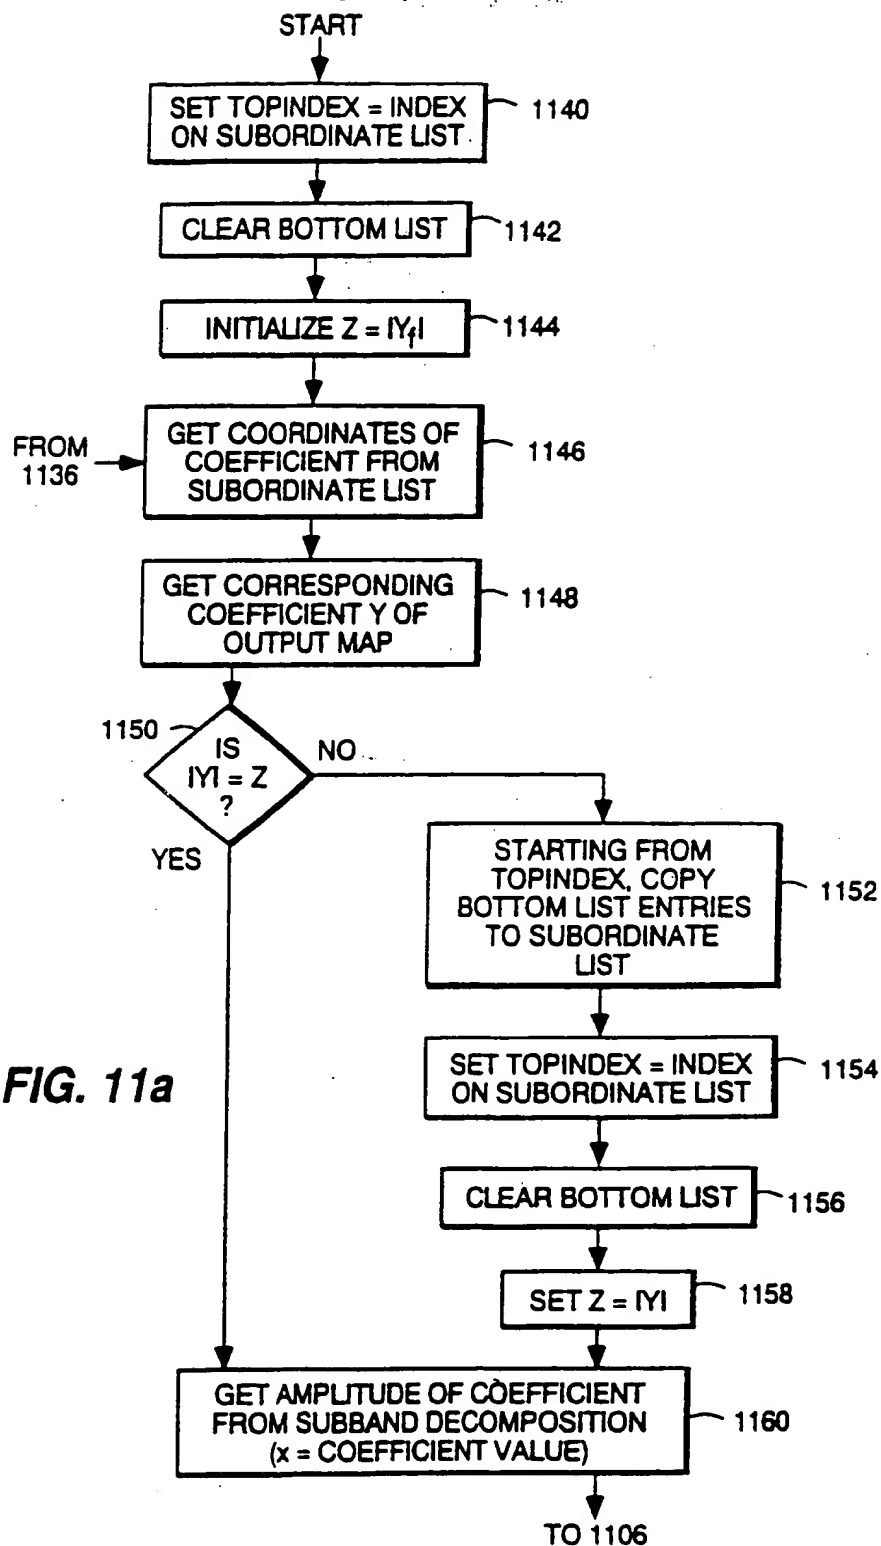 START
SET TOPINDEX = INDEX
ON SUBORDINATE LIST
1140
CLEAR BOTTOM LIST
1142
INITIALIZE Z = |Yf|
1144
FROM
1136
GET COORDINATES OF
COEFFICIENT FROM
SUBORDINATE LIST
1146
GET CORRESPONDING
COEFFICIENT Y OF
OUTPUT MAP
1148
1150
IS
|Y| = Z
?
NO
YES
STARTING FROM
TOPINDEX, COPY
BOTTOM LIST ENTRIES
TO SUBORDINATE
LIST
1152
SET TOPINDEX = INDEX
ON SUBORDINATE LIST
1154
FIG. 11a
CLEAR BOTTOM LIST
1156
SET Z = |Y|
1158
GET AMPLITUDE OF COEFFICIENT
FROM SUBBAND DECOMPOSITION
(x = COEFFICIENT VALUE)
1160
TO 1106